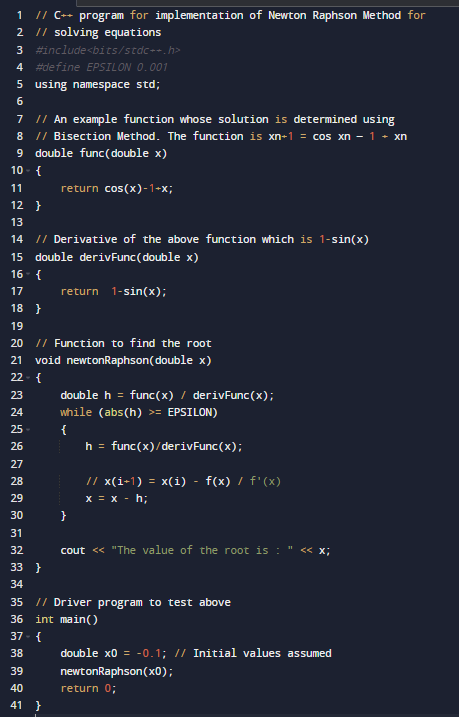 1 // C++ program for implementation of Newton Raphson Method for
2 // solving equations
3 #include<bits/stdc++.h>
4 #define EPSILON 0.001
5 using namespace std;
6
7 // An example function whose solution is determined using
8 // Bisection Method. The function is xn+1 = cos xn − 1 + xn
9 double func(double x)
10 {
11     return cos(x)-1+x;
12 }
13
14 // Derivative of the above function which is 1-sin(x)
15 double derivFunc(double x)
16 {
17     return  1-sin(x);
18 }
19
20 // Function to find the root
21 void newtonRaphson(double x)
22 {
23     double h = func(x) / derivFunc(x);
24     while (abs(h) >= EPSILON)
25     {
26         h = func(x)/derivFunc(x);
27
28         // x(i+1) = x(i) - f(x) / f'(x)
29         x = x - h;
30     }
31
32     cout << "The value of the root is : " << x;
33 }
34
35 // Driver program to test above
36 int main()
37 {
38     double x0 = -0.1; // Initial values assumed
39     newtonRaphson(x0);
40     return 0;
41 }